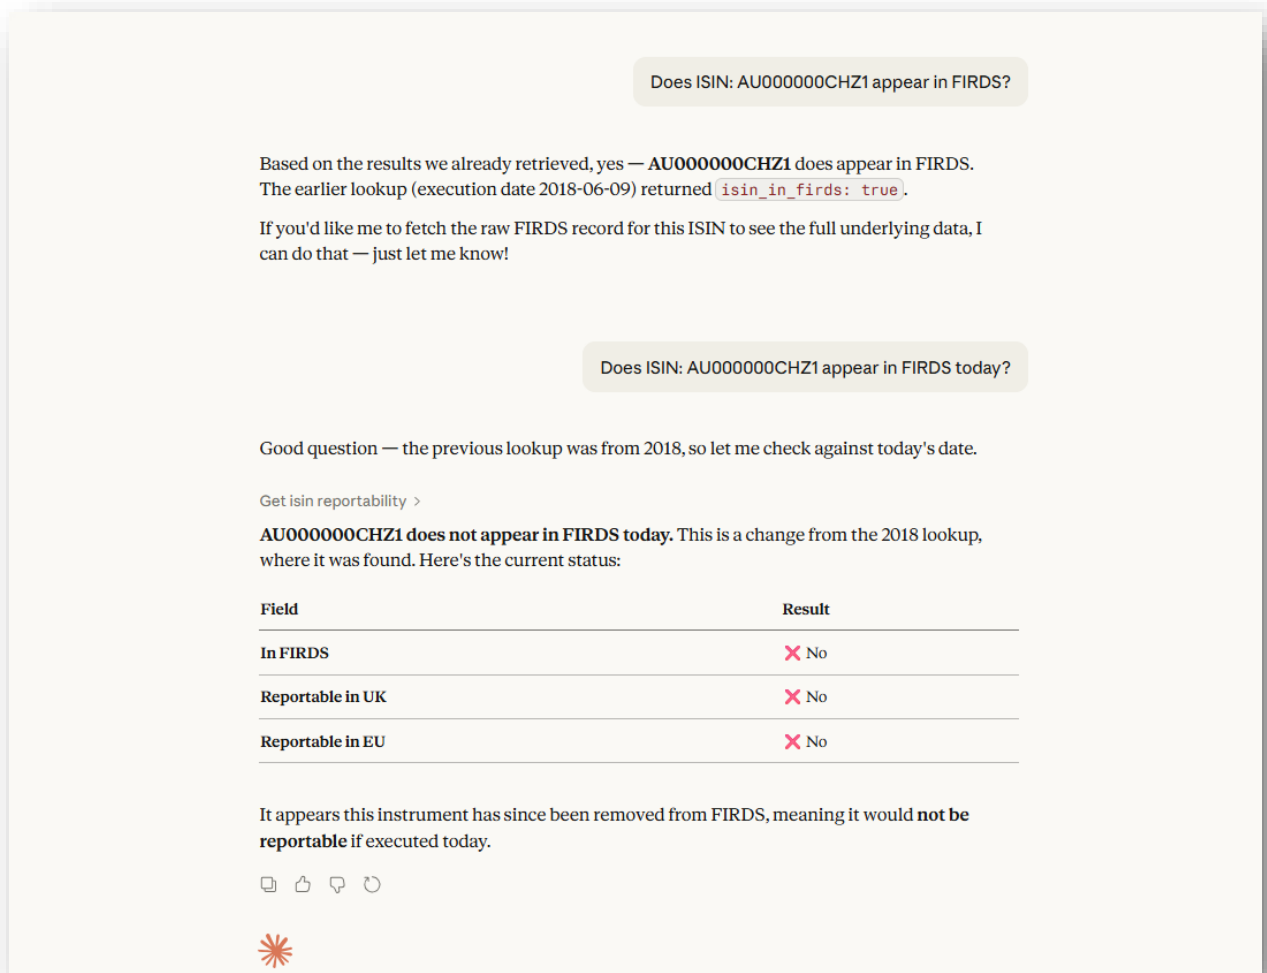 Does ISIN: AU000000CHZ1 appear in FIRDS?
Based on the results we already retrieved, yes — AU000000CHZ1 does appear in FIRDS.
The earlier lookup (execution date 2018-06-09) returned isin_in_firds: true.
If you'd like me to fetch the raw FIRDS record for this ISIN to see the full underlying data, I
can do that — just let me know!
Does ISIN: AU000000CHZ1 appear in FIRDS today?
Good question — the previous lookup was from 2018, so let me check against today's date.
Get isin reportability >
AU000000CHZ1 does not appear in FIRDS today. This is a change from the 2018 lookup,
where it was found. Here's the current status:
Field Result
In FIRDS ❌ No
Reportable in UK ❌ No
Reportable in EU ❌ No
It appears this instrument has since been removed from FIRDS, meaning it would not be
reportable if executed today.